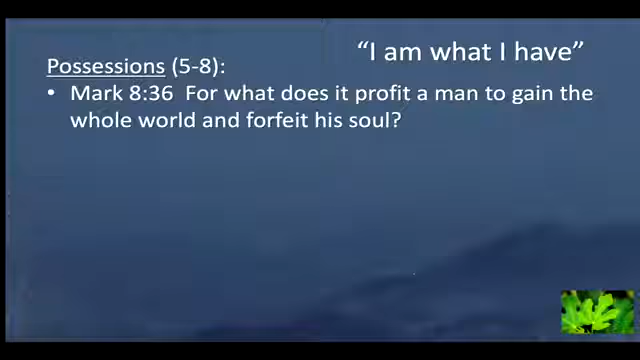 “I am what I have”
Possessions (5-8):
• Mark 8:36  For what does it profit a man to gain the
whole world and forfeit his soul?